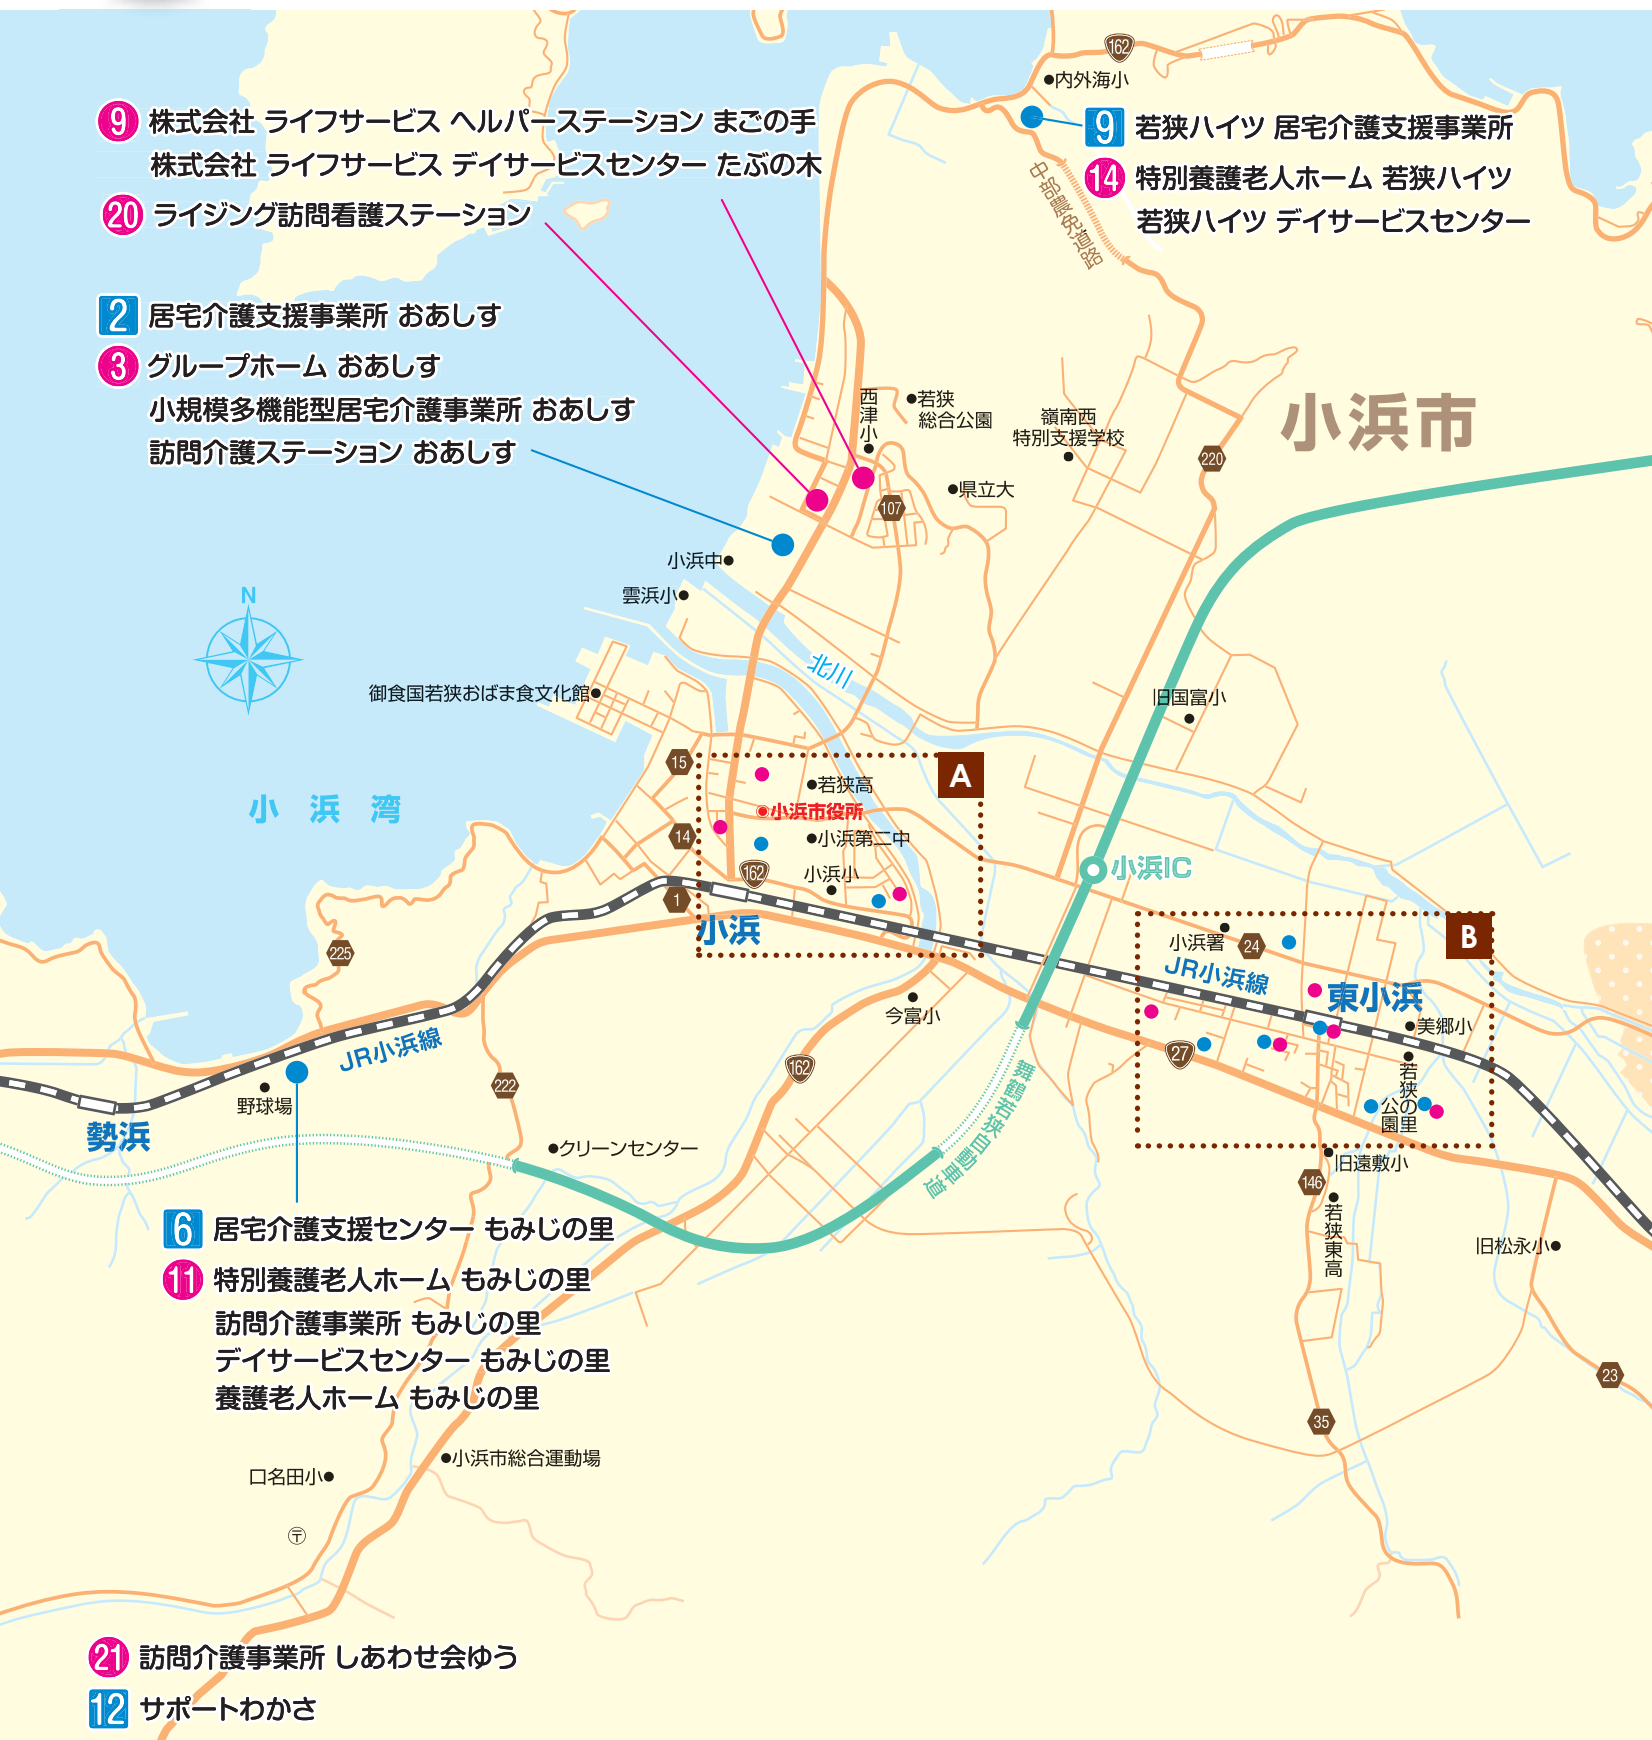 162
内外海小
9 株式会社 ライフサービス ヘルパーステーション まごの手
株式会社 ライフサービス デイサービスセンター たぶの木
20 ライジング訪問看護ステーション
9 若狭ハイツ 居宅介護支援事業所
14 特別養護老人ホーム 若狭ハイツ
若狭ハイツ デイサービスセンター
中部農免道路
2 居宅介護支援事業所 おあしす
3 グループホーム おあしす
小規模多機能型居宅介護事業所 おあしす
訪問介護ステーション おあしす
西津小
若狭
総合公園
嶺南西
特別支援学校
小浜市
220
県立大
107
小浜中
雲浜小
N
北川
御食国若狭おばま食文化館
旧国富小
15
A
若狭高
小浜市役所
小浜湾
14
小浜第二中
162
小浜小
小浜IC
1
小浜
B
小浜署
24
225
JR小浜線
東小浜
今富小
美郷小
JR小浜線
27
162
舞鶴若狭自動車道
222
若狭の里
公園
野球場
勢浜
クリーンセンター
旧遠敷小
146
若狭東高
旧松永小
6 居宅介護支援センター もみじの里
11 特別養護老人ホーム もみじの里
訪問介護事業所 もみじの里
デイサービスセンター もみじの里
養護老人ホーム もみじの里
23
35
小浜市総合運動場
口名田小
〒
21 訪問介護事業所 しあわせ会ゆう
12 サポートわかさ